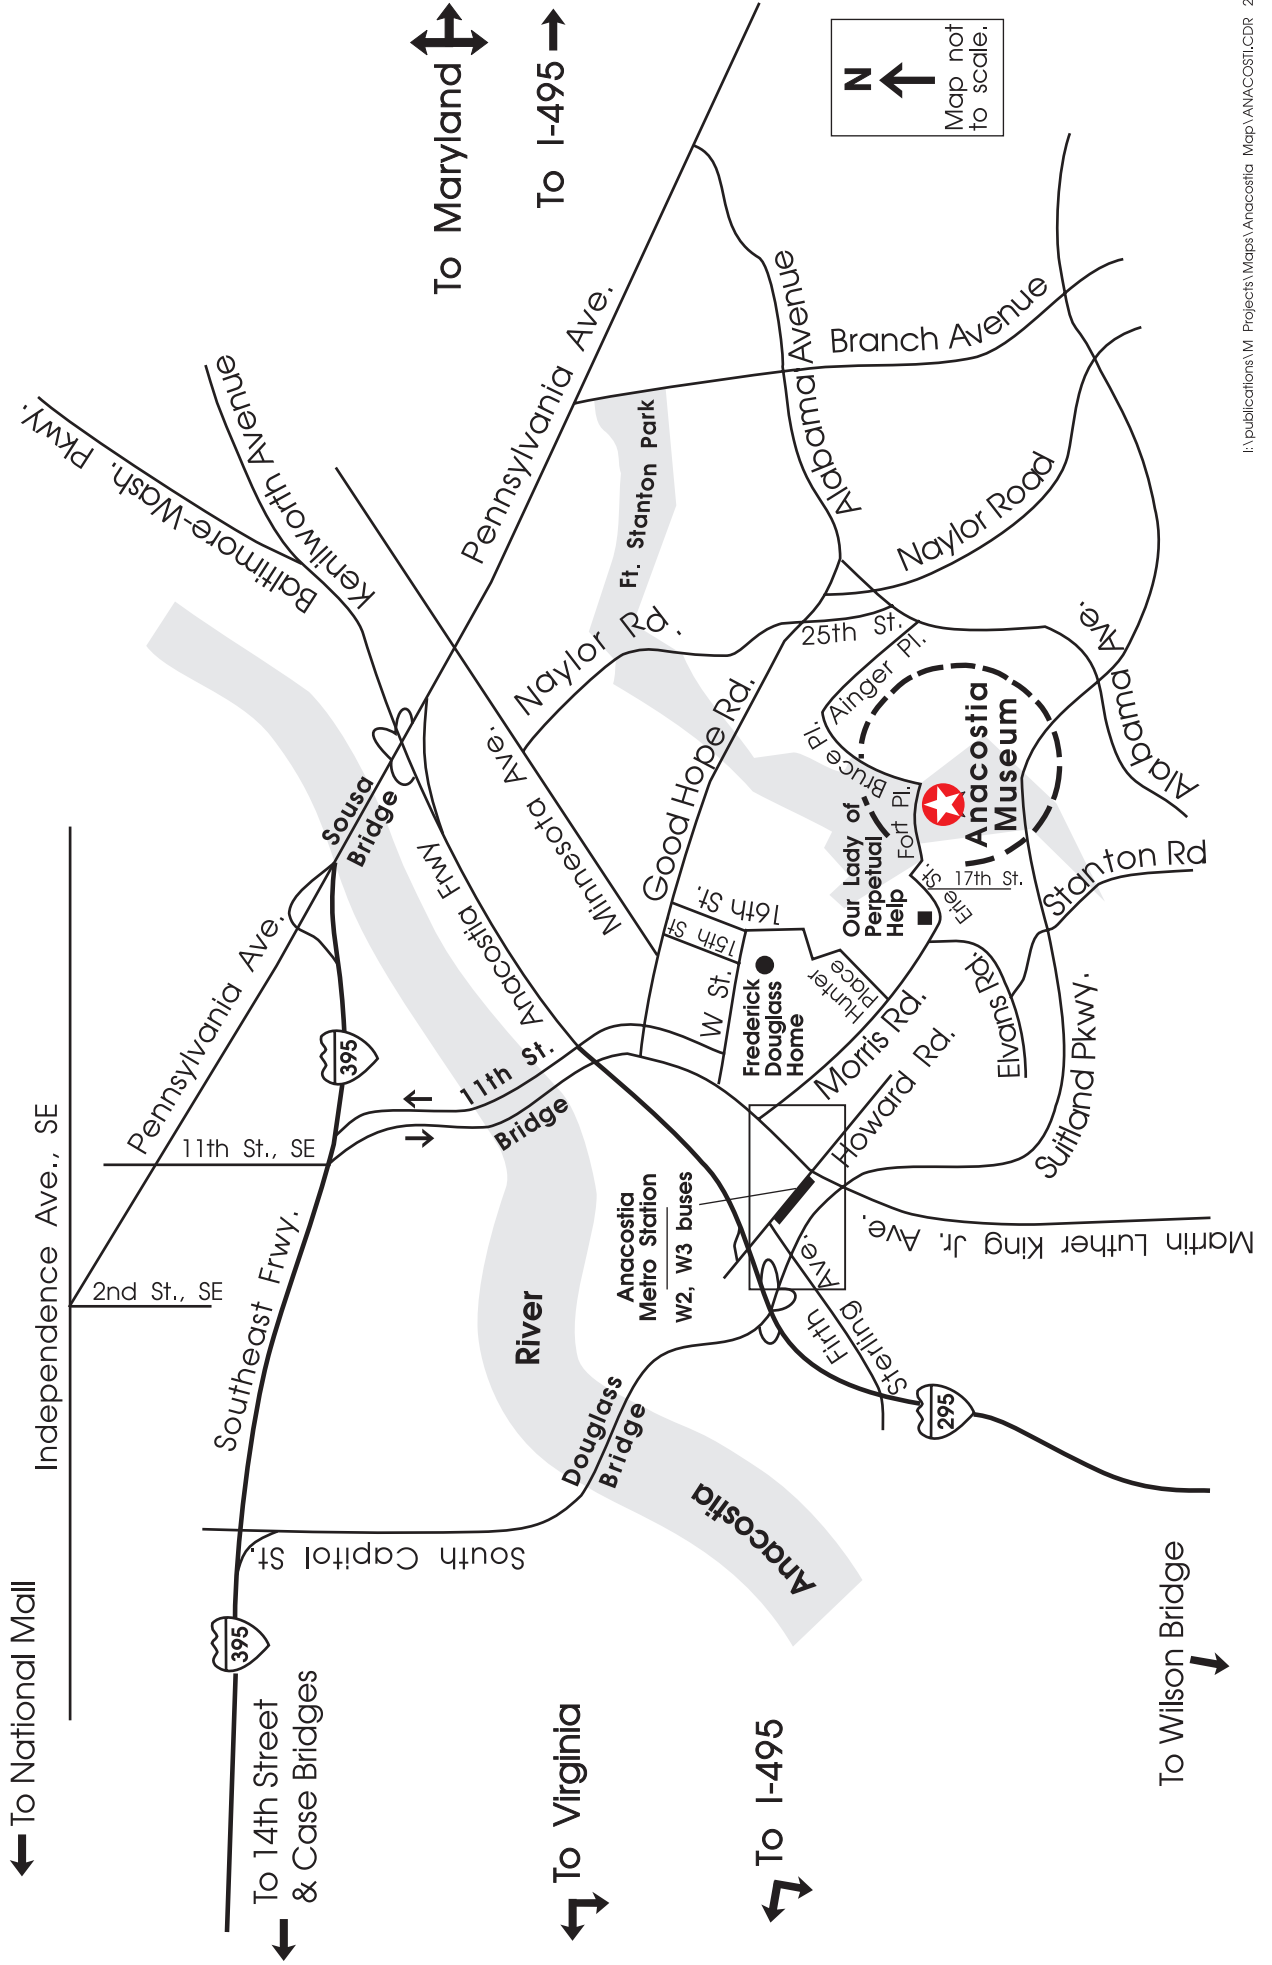 To National Mall
Independence Ave., SE
2nd St., SE
11th St., SE
Pennsylvania Ave.
Southeast Frwy.
395
395
To 14th Street
& Case Bridges
South Capitol St.
To Virginia
To I-495
To Wilson Bridge
Baltimore-Wash. Pkwy.
Kenilworth Avenue
To Maryland
To I-495
Sousa
Bridge
11th St.
Bridge
River
Anacostia
Douglass
Bridge
Anacostia Frwy
Minnesota Ave.
Pennsylvania Ave.
Naylor Rd.
Ft. Stanton Park
Good Hope Rd.
16th St.
15th St
W St.
Frederick
Douglass
Home
Hunter
Place
Our Lady of
Perpetual
Help
Fort Pl.
Bruce Pl.
Ainger Pl.
25th St.
Erie St.
17th St.
Anacostia
Museum
Alabama Avenue
Branch Avenue
Naylor Road
Alabama Ave.
Stanton Rd
Elvans Rd.
Morris Rd.
Howard Rd.
Suitland Pkwy.
Anacostia
Metro Station
W2, W3 buses
Firth
Sterling Ave.
Martin Luther King Jr. Ave.
295
N
Map not
to scale.
I:\publications\M Projects\Maps\Anacostia Map\ANACOSTI.CDR 2